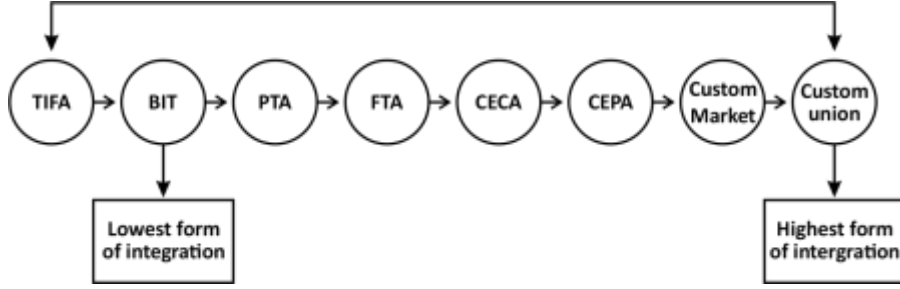 TIFA
BIT
PTA
FTA
CECA
CEPA
Custom
Market
Custom
union
Lowest form
of integration
Highest form
of intergration